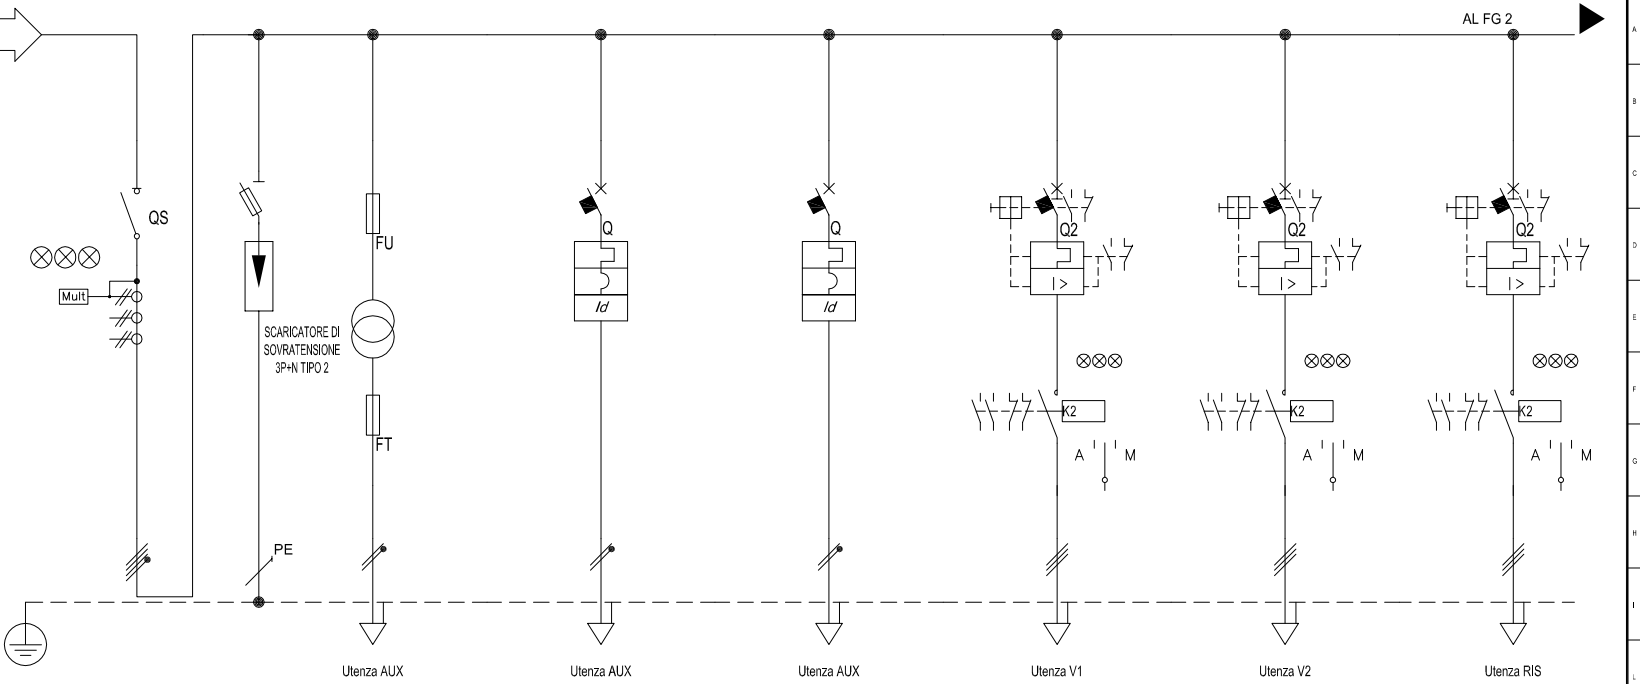 AL FG 2
A
B
C
D
E
F
G
H
I
L
QS
Mult
SCARICATORE DI
SOVRATENSIONE
3P+N TIPO 2
PE
FU
FT
Utenza AUX
Q
Id
Utenza AUX
Q
Id
Utenza AUX
Q2
I >
K2
A M
Utenza V1
Q2
I >
K2
A M
Utenza V2
Q2
I >
K2
A M
Utenza RIS